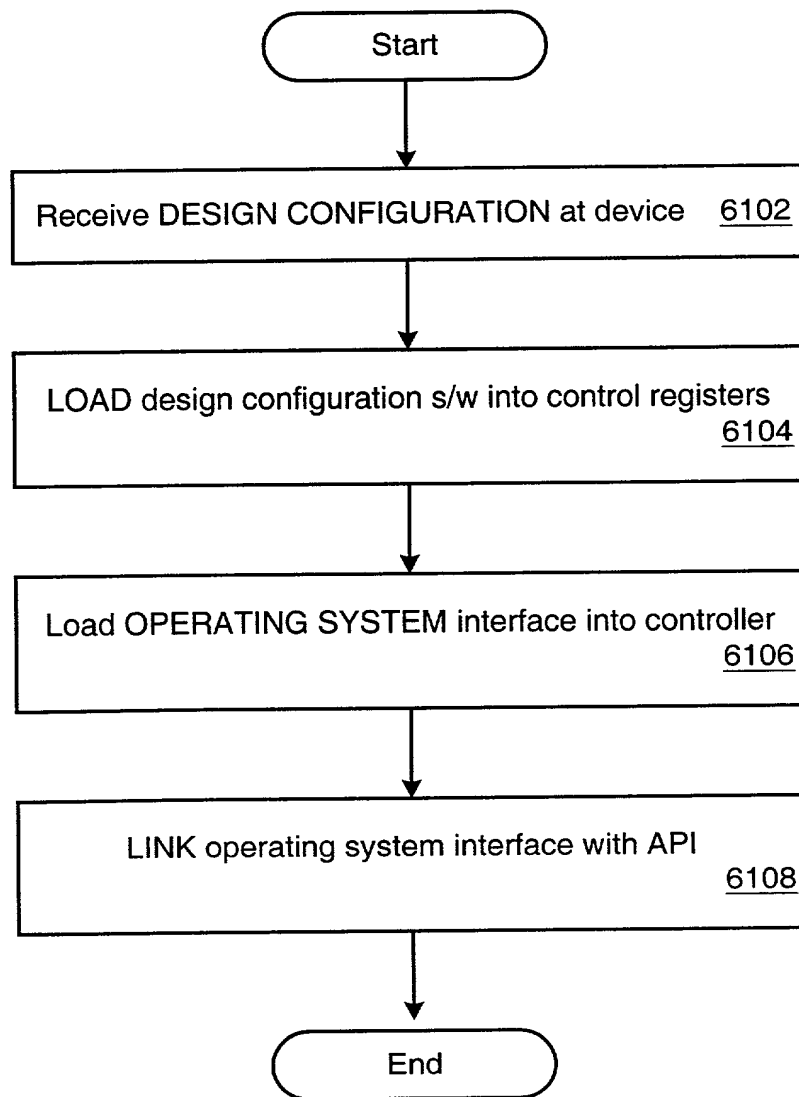 Start
Receive DESIGN CONFIGURATION at device 6102
LOAD design configuration s/w into control registers
6104
Load OPERATING SYSTEM interface into controller
6106
LINK operating system interface with API
6108
End